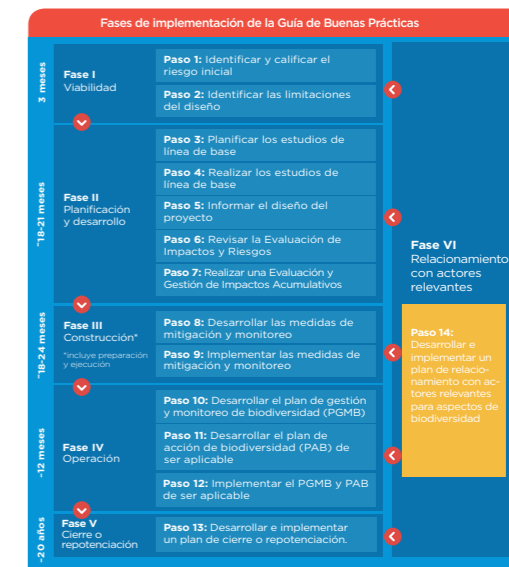 Fases de implementación de la Guía de Buenas Prácticas
3 meses
Fase I
Viabilidad
Paso 1: Identificar y calificar el
riesgo inicial
Paso 2: Identificar las limitaciones
del diseño
~18-21 meses
Fase II
Planificación
y desarrollo
Paso 3: Planificar los estudios de
línea de base
Paso 4: Realizar los estudios de
línea de base
Paso 5: Informar el diseño del
proyecto
Paso 6: Revisar la Evaluación de
Impactos y Riesgos
Paso 7: Realizar una Evaluación y
Gestión de Impactos Acumulativos
~18-24 meses
Fase III
Construcción*
*incluye preparación
y ejecución
Paso 8: Desarrollar las medidas de
mitigación y monitoreo
Paso 9: Implementar las medidas de
mitigación y monitoreo
~12 meses
Fase IV
Operación
Paso 10: Desarrollar el plan de gestión
y monitoreo de biodiversidad (PGMB)
Paso 11: Desarrollar el plan de
acción de biodiversidad (PAB) de
ser aplicable
Paso 12: Implementar el PGMB y PAB
de ser aplicable
~20 años
Fase V
Cierre o
repotenciación
Paso 13: Desarrollar e implementar
un plan de cierre o repotenciación.
Fase VI
Relacionamiento
con actores
relevantes
Paso 14:
Desarrollar e
implementar un
plan de relacio-
namiento con ac-
tores relevantes
para aspectos de
biodiversidad